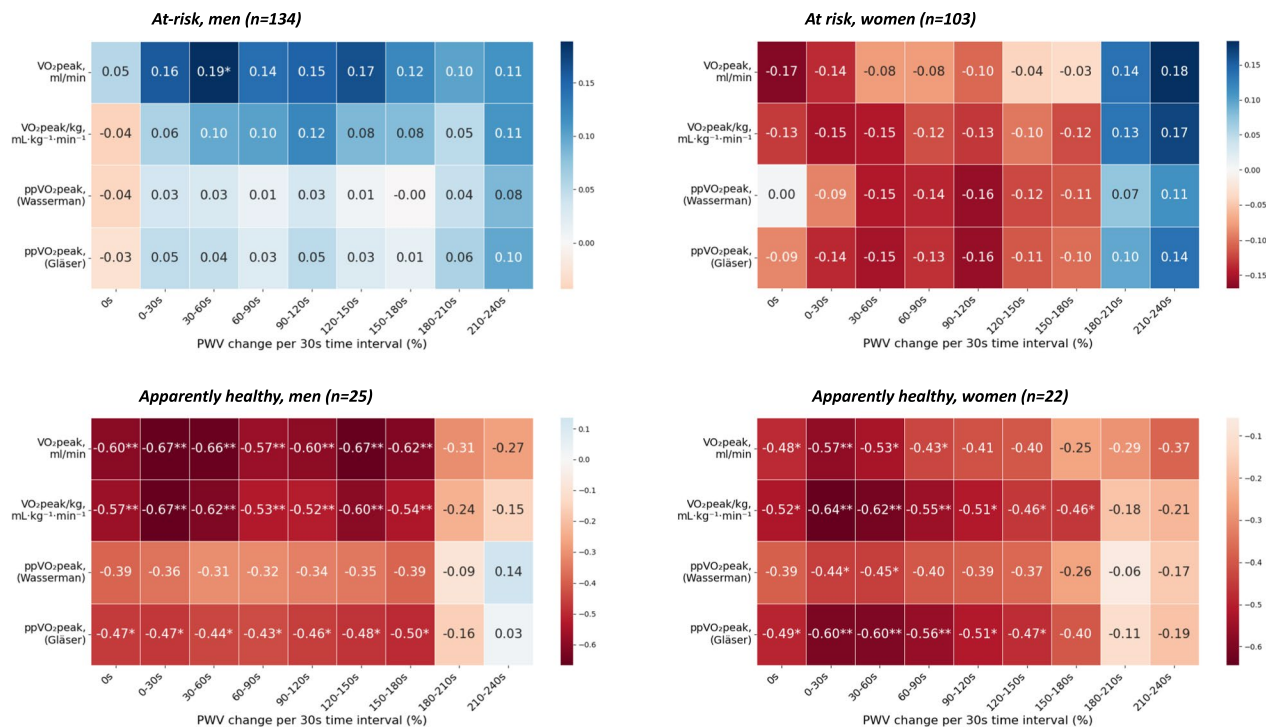 At-risk, men (n=134)
VO₂peak, ml/min
0.05 0.16 0.19* 0.14 0.15 0.17 0.12 0.10 0.11
VO₂peak/kg, mL·kg⁻¹·min⁻¹
-0.04 0.06 0.10 0.10 0.12 0.08 0.08 0.05 0.11
ppVO₂peak, (Wasserman)
-0.04 0.03 0.03 0.01 0.03 0.01 -0.00 0.04 0.08
ppVO₂peak, (Gläser)
-0.03 0.05 0.04 0.03 0.05 0.03 0.01 0.06 0.10
0s 0-30s 30-60s 60-90s 90-120s 120-150s 150-180s 180-210s 210-240s
PWV change per 30s time interval (%)
0.15
0.10
0.05
0.00
At risk, women (n=103)
VO₂peak, ml/min
-0.17 -0.14 -0.08 -0.08 -0.10 -0.04 -0.03 0.14 0.18
VO₂peak/kg, mL·kg⁻¹·min⁻¹
-0.13 -0.15 -0.15 -0.12 -0.13 -0.10 -0.12 0.13 0.17
ppVO₂peak, (Wasserman)
0.00 -0.09 -0.15 -0.14 -0.16 -0.12 -0.11 0.07 0.11
ppVO₂peak, (Gläser)
-0.09 -0.14 -0.15 -0.13 -0.16 -0.11 -0.10 0.10 0.14
0s 0-30s 30-60s 60-90s 90-120s 120-150s 150-180s 180-210s 210-240s
PWV change per 30s time interval (%)
0.15
0.10
0.05
0.00
−0.05
−0.10
−0.15
Apparently healthy, men (n=25)
VO₂peak, ml/min
-0.60** -0.67** -0.66** -0.57** -0.60** -0.67** -0.62** -0.31 -0.27
VO₂peak/kg, mL·kg⁻¹·min⁻¹
-0.57** -0.67** -0.62** -0.53** -0.52** -0.60** -0.54** -0.24 -0.15
ppVO₂peak, (Wasserman)
-0.39 -0.36 -0.31 -0.32 -0.34 -0.35 -0.39 -0.09 0.14
ppVO₂peak, (Gläser)
-0.47* -0.47* -0.44* -0.43* -0.46* -0.48* -0.50* -0.16 0.03
0s 0-30s 30-60s 60-90s 90-120s 120-150s 150-180s 180-210s 210-240s
PWV change per 30s time interval (%)
0.1
0.0
−0.1
−0.2
−0.3
−0.4
−0.5
−0.6
Apparently healthy, women (n=22)
VO₂peak, ml/min
-0.48* -0.57** -0.53* -0.43* -0.41 -0.40 -0.25 -0.29 -0.37
VO₂peak/kg, mL·kg⁻¹·min⁻¹
-0.52* -0.64** -0.62** -0.55** -0.51* -0.46* -0.46* -0.18 -0.21
ppVO₂peak, (Wasserman)
-0.39 -0.44* -0.45* -0.40 -0.39 -0.37 -0.26 -0.06 -0.17
ppVO₂peak, (Gläser)
-0.49* -0.60** -0.60** -0.56** -0.51* -0.47* -0.40 -0.11 -0.19
0s 0-30s 30-60s 60-90s 90-120s 120-150s 150-180s 180-210s 210-240s
PWV change per 30s time interval (%)
−0.1
−0.2
−0.3
−0.4
−0.5
−0.6